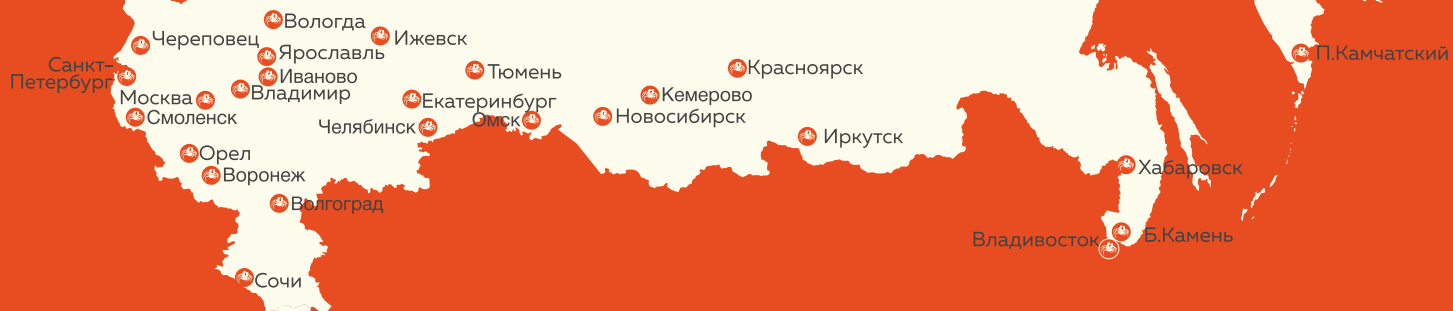 Вологда
Череповец
Ижевск
Ярославль
Санкт-
Петербург
Иваново
Владимир
Москва
Смоленск
Тюмень
Екатеринбург
Омск
Челябинск
Красноярск
Кемерово
Новосибирск
Иркутск
П.Камчатский
Орел
Воронеж
Волгоград
Сочи
Хабаровск
Б.Камень
Владивосток